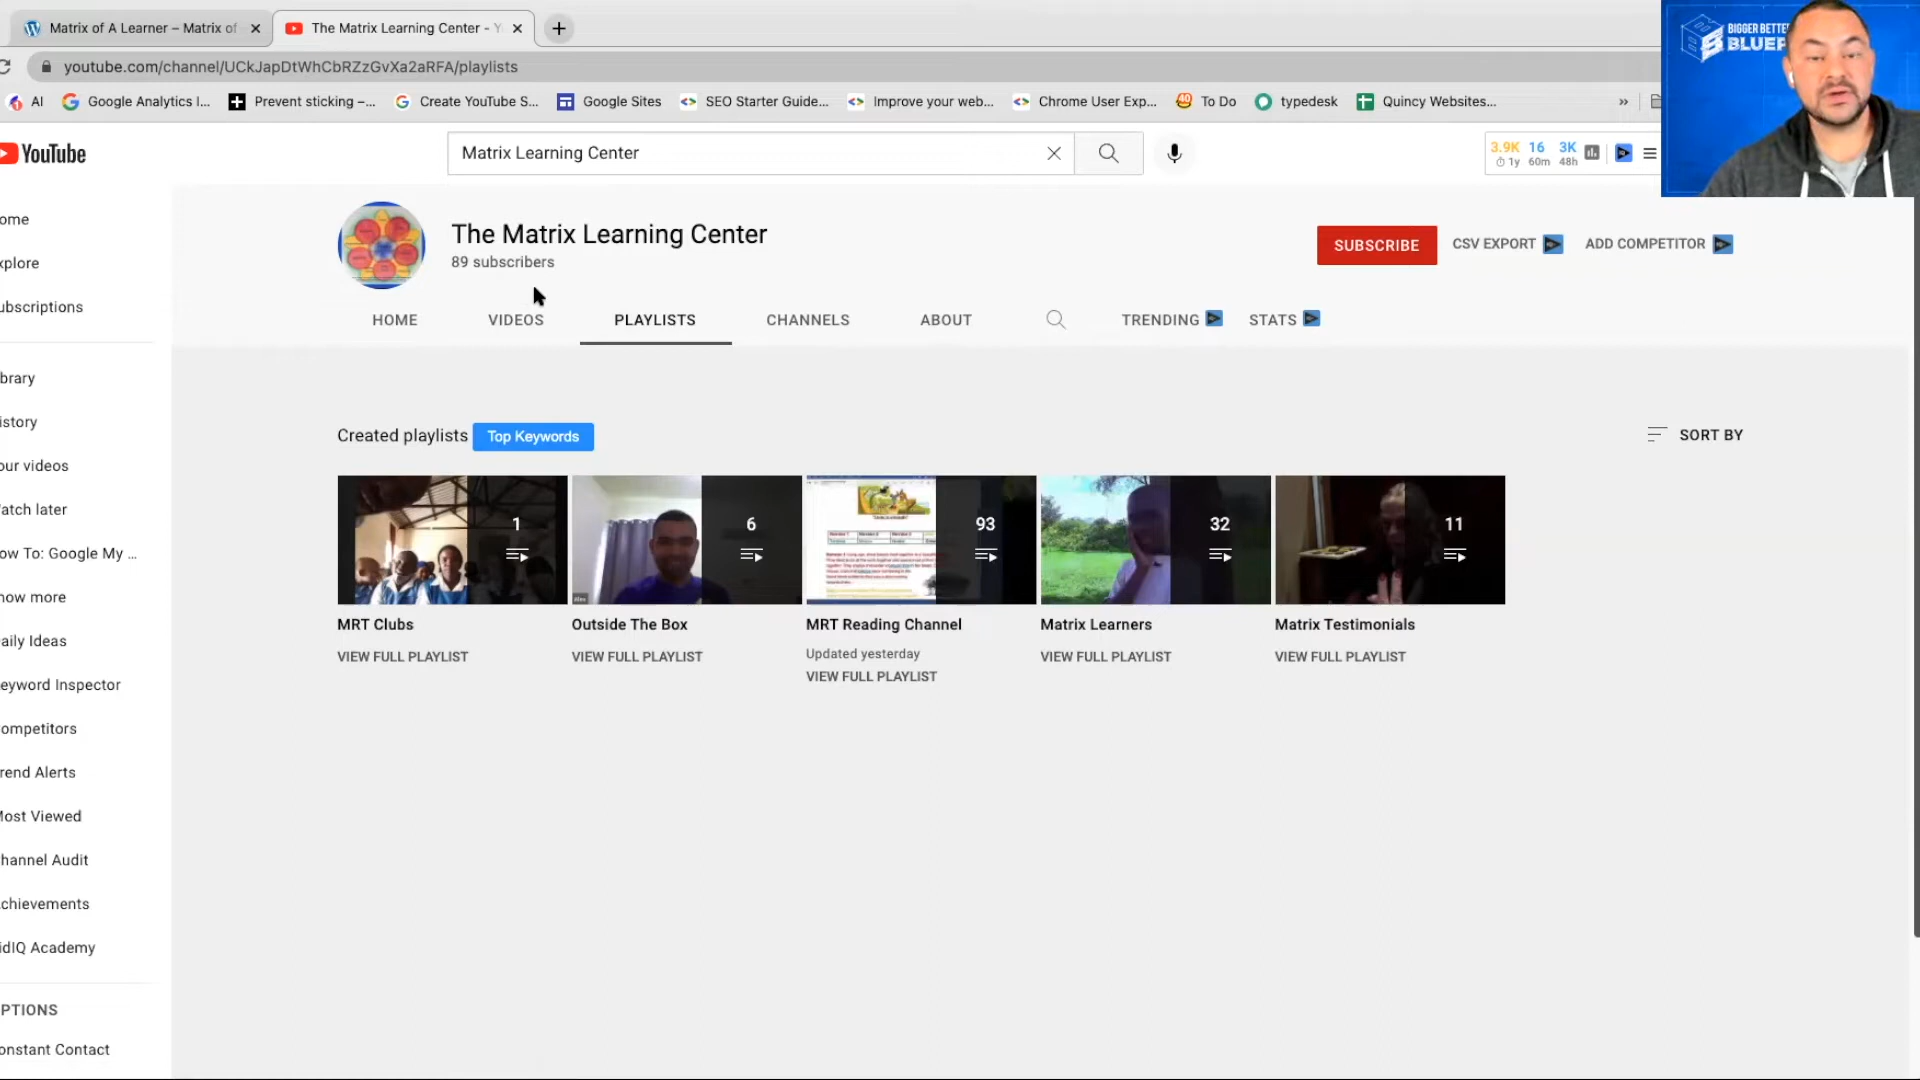 Matrix of A Learner – Matrix of
The Matrix Learning Center - Y
youtube.com/channel/UCkJapDtWhCbRZzGvXa2aRFA/playlists
AI
Google Analytics I...
Prevent sticking –...
Create YouTube S...
Google Sites
SEO Starter Guide...
Improve your web...
Chrome User Exp...
To Do
typedesk
Quincy Websites...
»
BIGGER BETTE
BLUEP
YouTube
Matrix Learning Center
3.9K 16 3K
1y 60m 48h
ome
xplore
ubscriptions
ibrary
istory
our videos
atch later
ow To: Google My ...
how more
aily Ideas
eyword Inspector
ompetitors
rend Alerts
Most Viewed
hannel Audit
chievements
idIQ Academy
PTIONS
onstant Contact
The Matrix Learning Center
89 subscribers
SUBSCRIBE
CSV EXPORT
ADD COMPETITOR
HOME
VIDEOS
PLAYLISTS
CHANNELS
ABOUT
TRENDING
STATS
Created playlists
Top Keywords
SORT BY
1
6
93
32
11
MRT Clubs
VIEW FULL PLAYLIST
Outside The Box
VIEW FULL PLAYLIST
MRT Reading Channel
Updated yesterday
VIEW FULL PLAYLIST
Matrix Learners
VIEW FULL PLAYLIST
Matrix Testimonials
VIEW FULL PLAYLIST